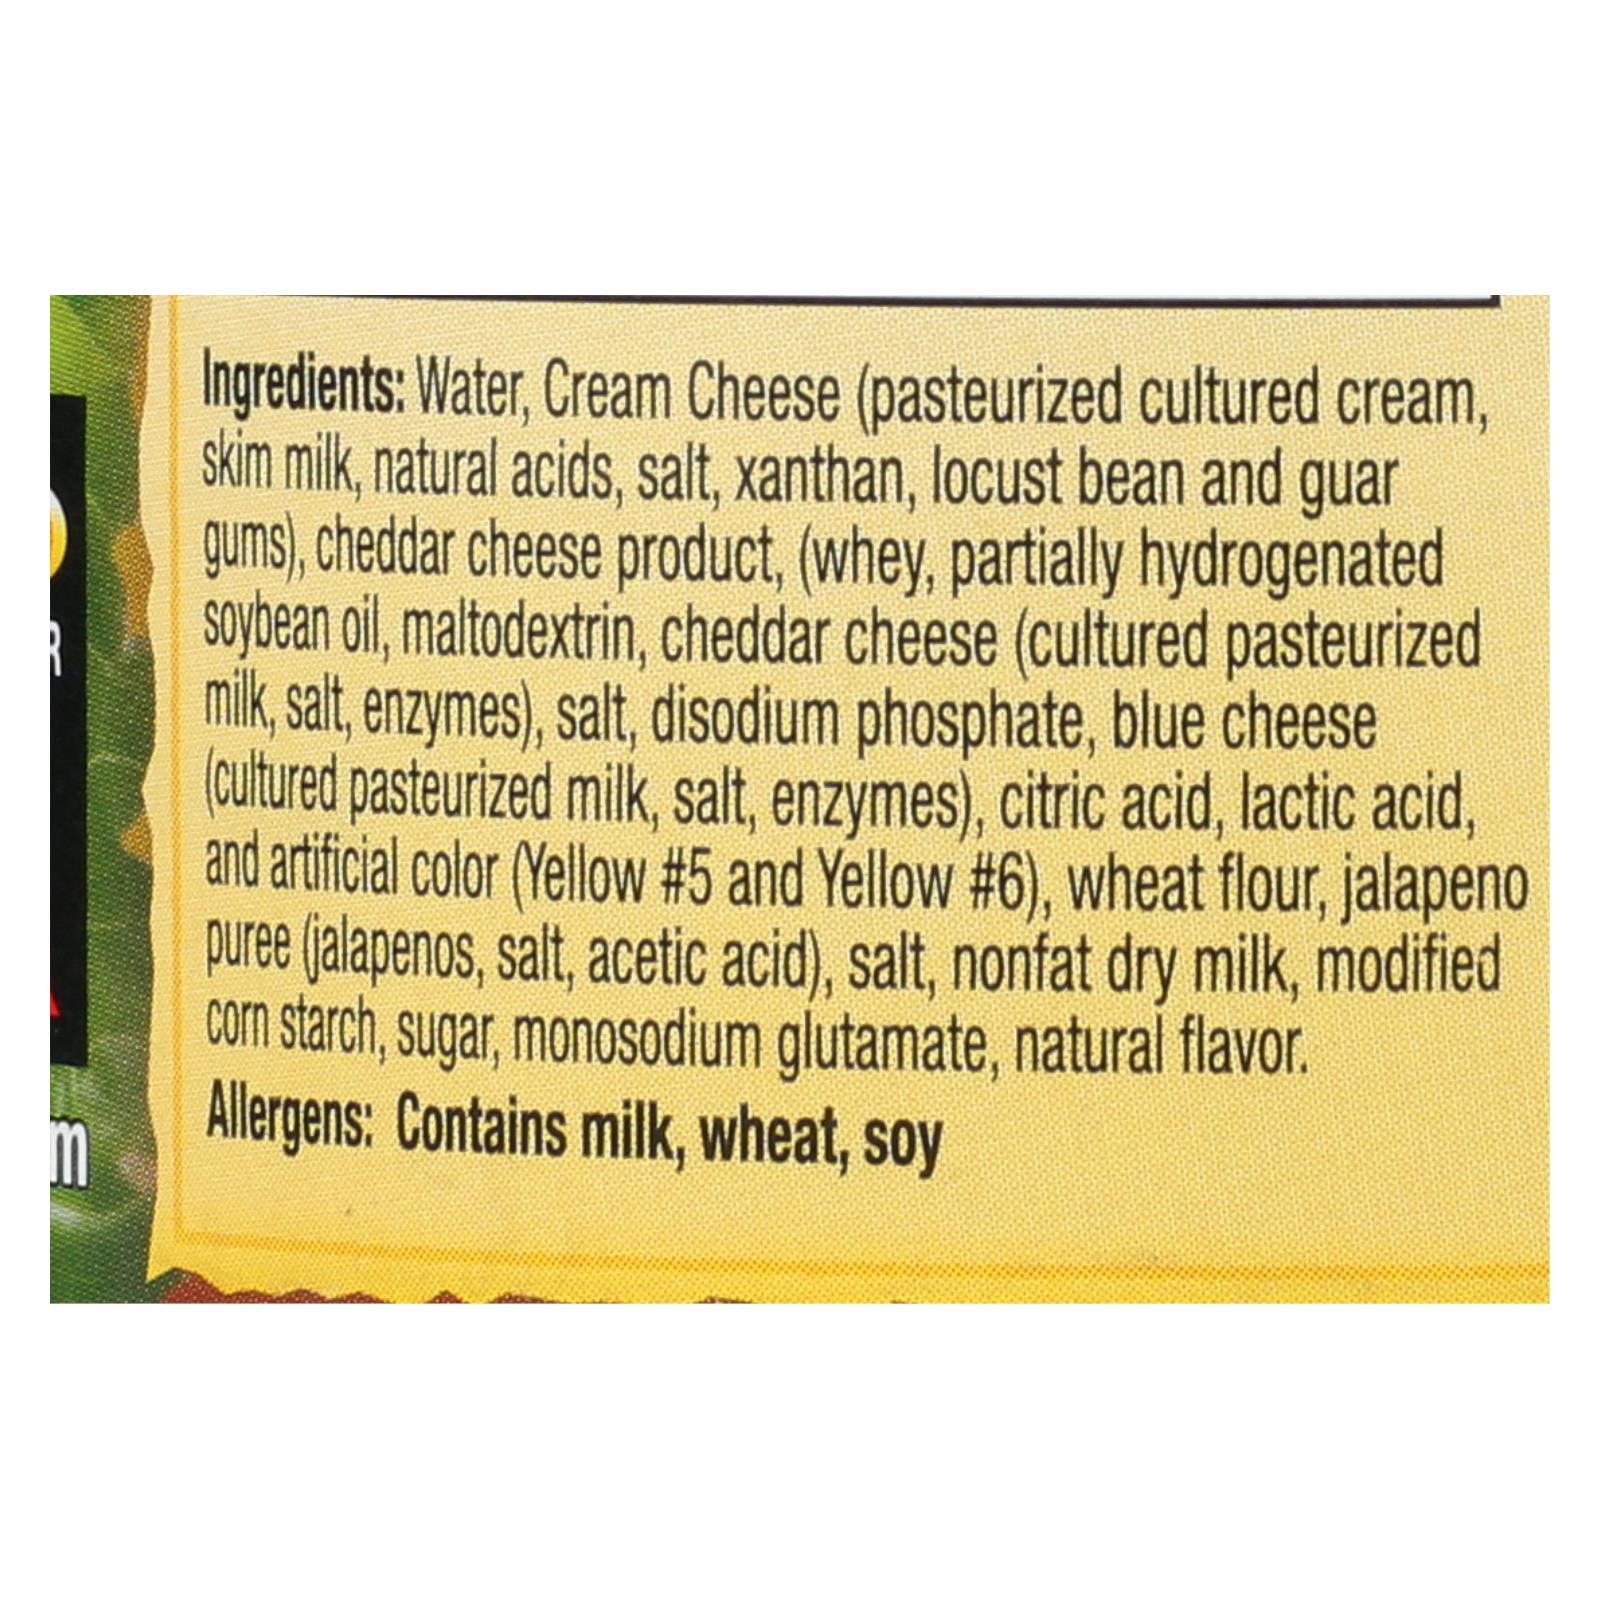 Ingredients: Water, Cream Cheese (pasteurized cultured cream,
skim milk, natural acids, salt, xanthan, locust bean and guar
gums), cheddar cheese product, (whey, partially hydrogenated
soybean oil, maltodextrin, cheddar cheese (cultured pasteurized
milk, salt, enzymes), salt, disodium phosphate, blue cheese
(cultured pasteurized milk, salt, enzymes), citric acid, lactic acid,
and artificial color (Yellow #5 and Yellow #6), wheat flour, jalapeno
puree (jalapenos, salt, acetic acid), salt, nonfat dry milk, modified
corn starch, sugar, monosodium glutamate, natural flavor.
Allergens: Contains milk, wheat, soy